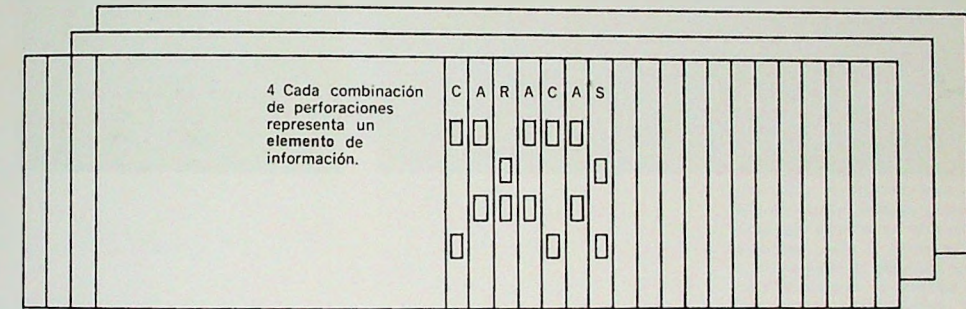 4 Cada combinación
de perforaciones
representa un
elemento de
información.
C A R A C A S